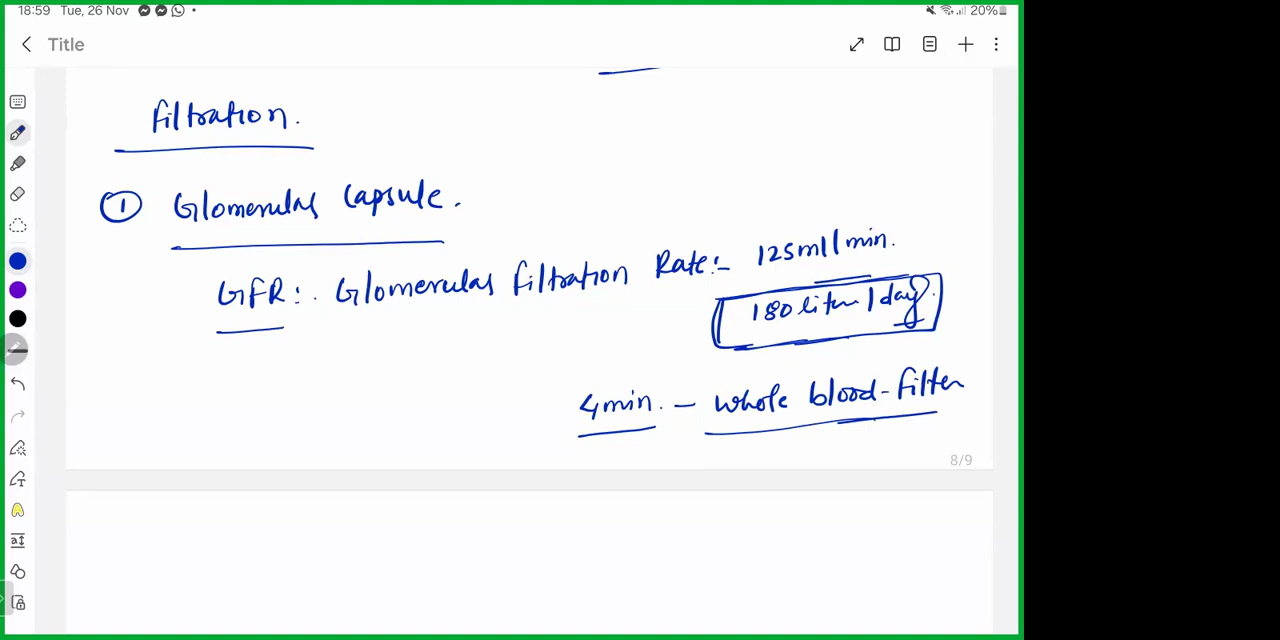 18:59 Tue, 26 Nov 20%
Title
filtration.
1 Glomerular Capsule.
GFR:. Glomerular filtration Rate:- 125ml/min.
180 liter/day.
4min. - whole blood-filter
8/9